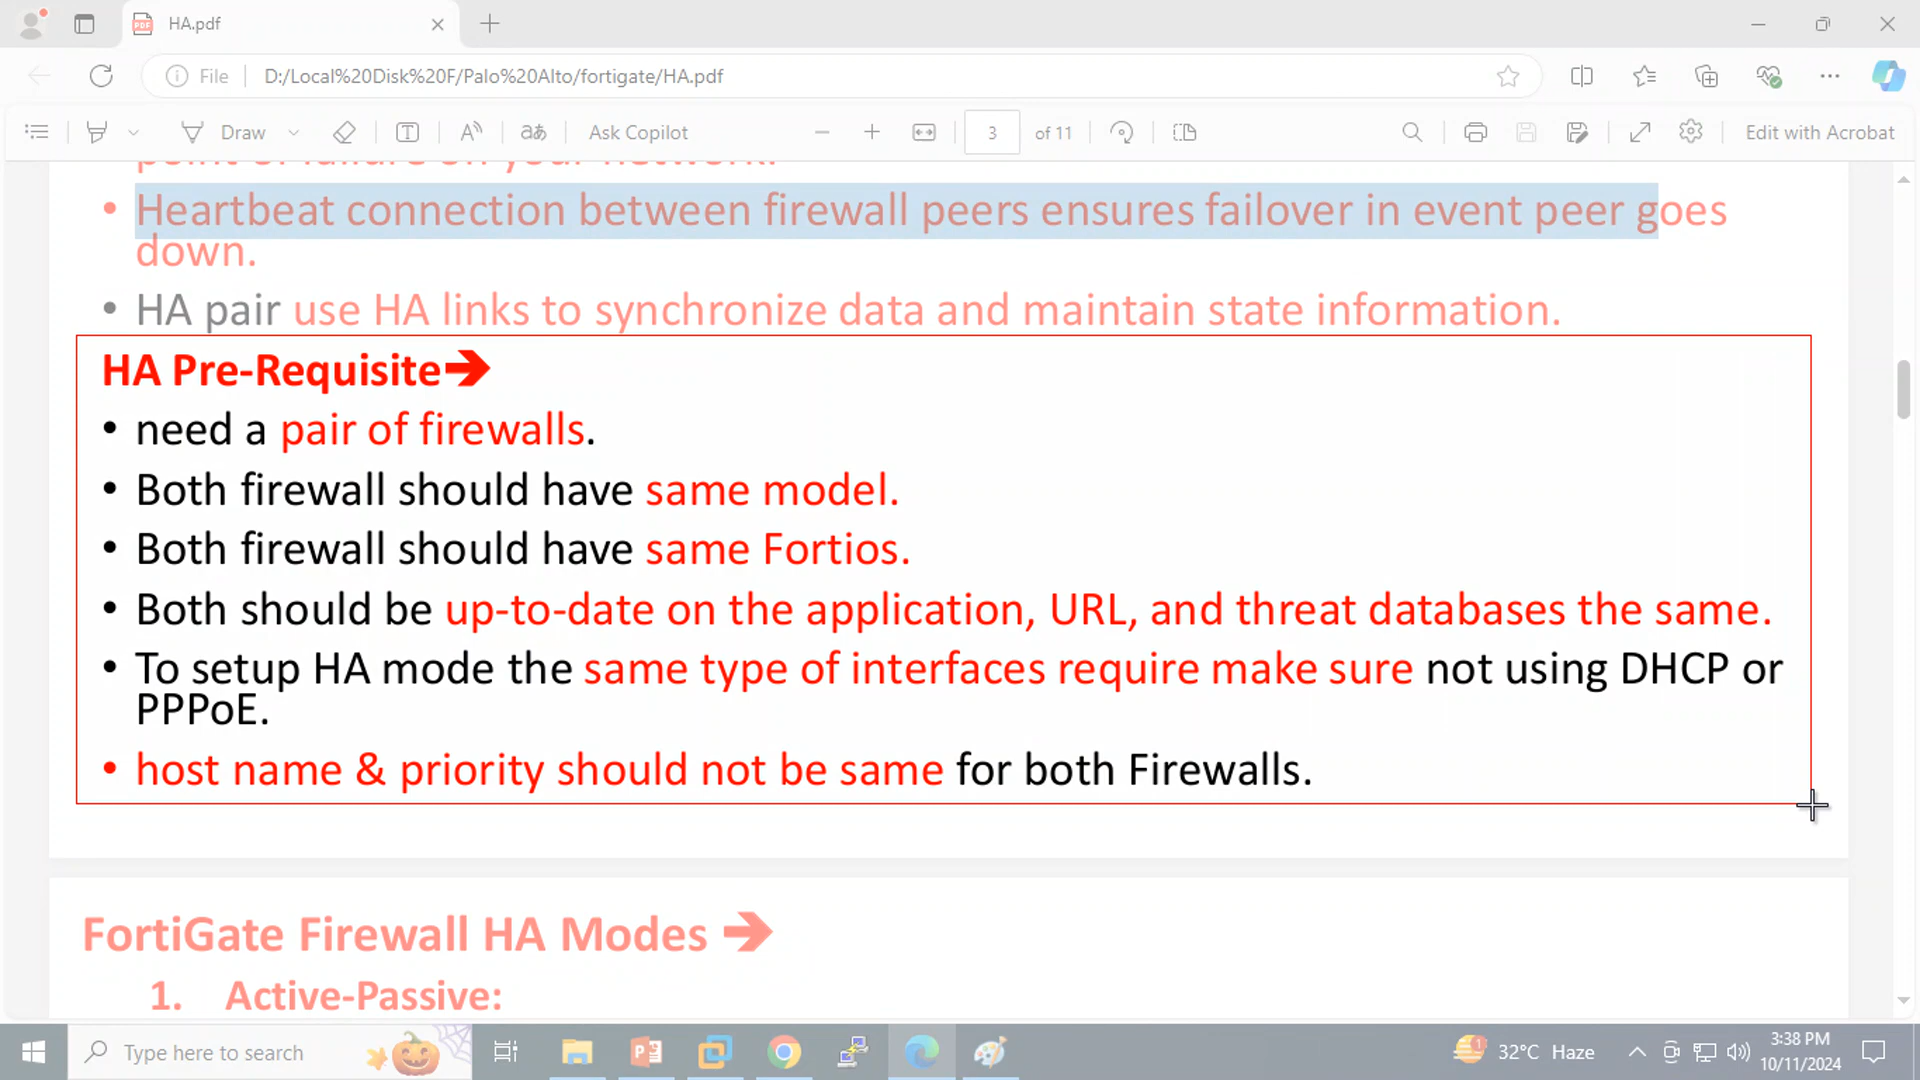 HA.pdf
File
D:/Local%20Disk%20F/Palo%20Alto/fortigate/HA.pdf
Draw
Ask Copilot
3 of 11
Edit with Acrobat
point of failure on your network.
• Heartbeat connection between firewall peers ensures failover in event peer goes
down.
• HA pair use HA links to synchronize data and maintain state information.
HA Pre-Requisite➔
• need a pair of firewalls.
• Both firewall should have same model.
• Both firewall should have same Fortios.
• Both should be up-to-date on the application, URL, and threat databases the same.
• To setup HA mode the same type of interfaces require make sure not using DHCP or
PPPoE.
• host name & priority should not be same for both Firewalls.
FortiGate Firewall HA Modes ➔
1. Active-Passive:
Type here to search
32°C Haze
3:38 PM
10/11/2024